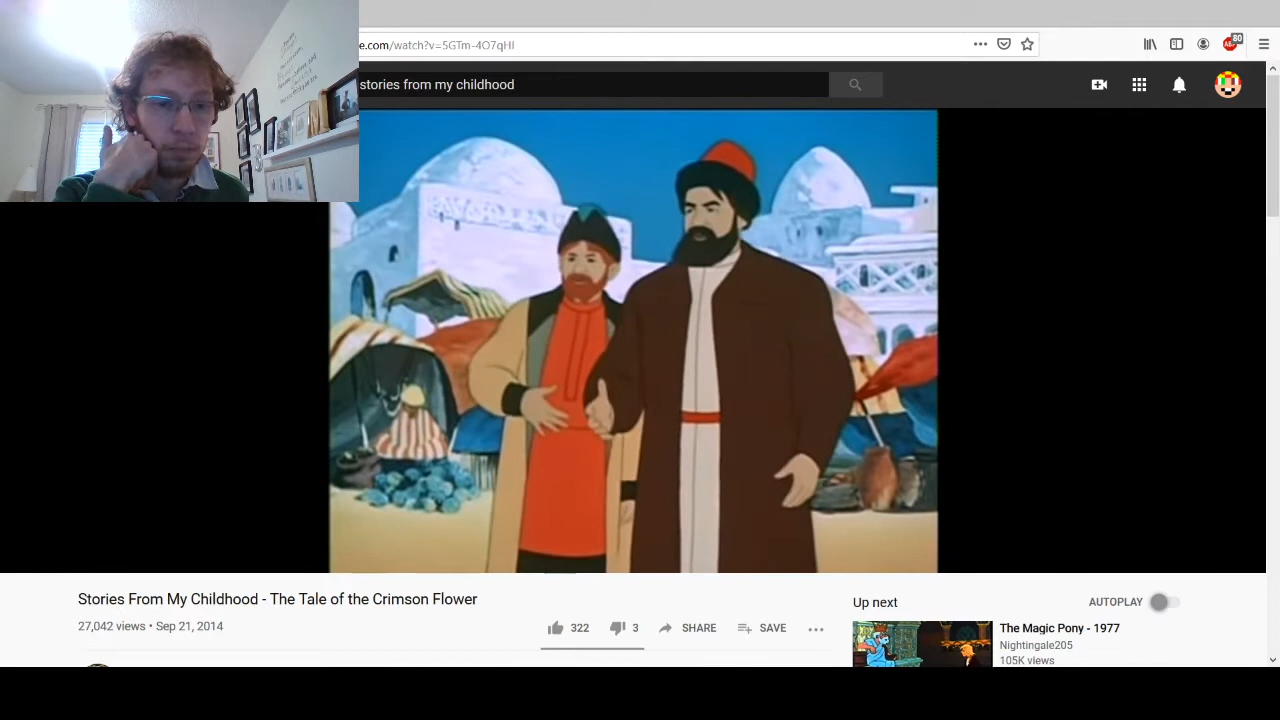 e.com/watch?v=5GTm-4O7qHI
80
stories from my childhood
Stories From My Childhood - The Tale of the Crimson Flower
27,042 views • Sep 21, 2014
322
3
SHARE
SAVE
Up next
AUTOPLAY
The Magic Pony - 1977
Nightingale205
105K views